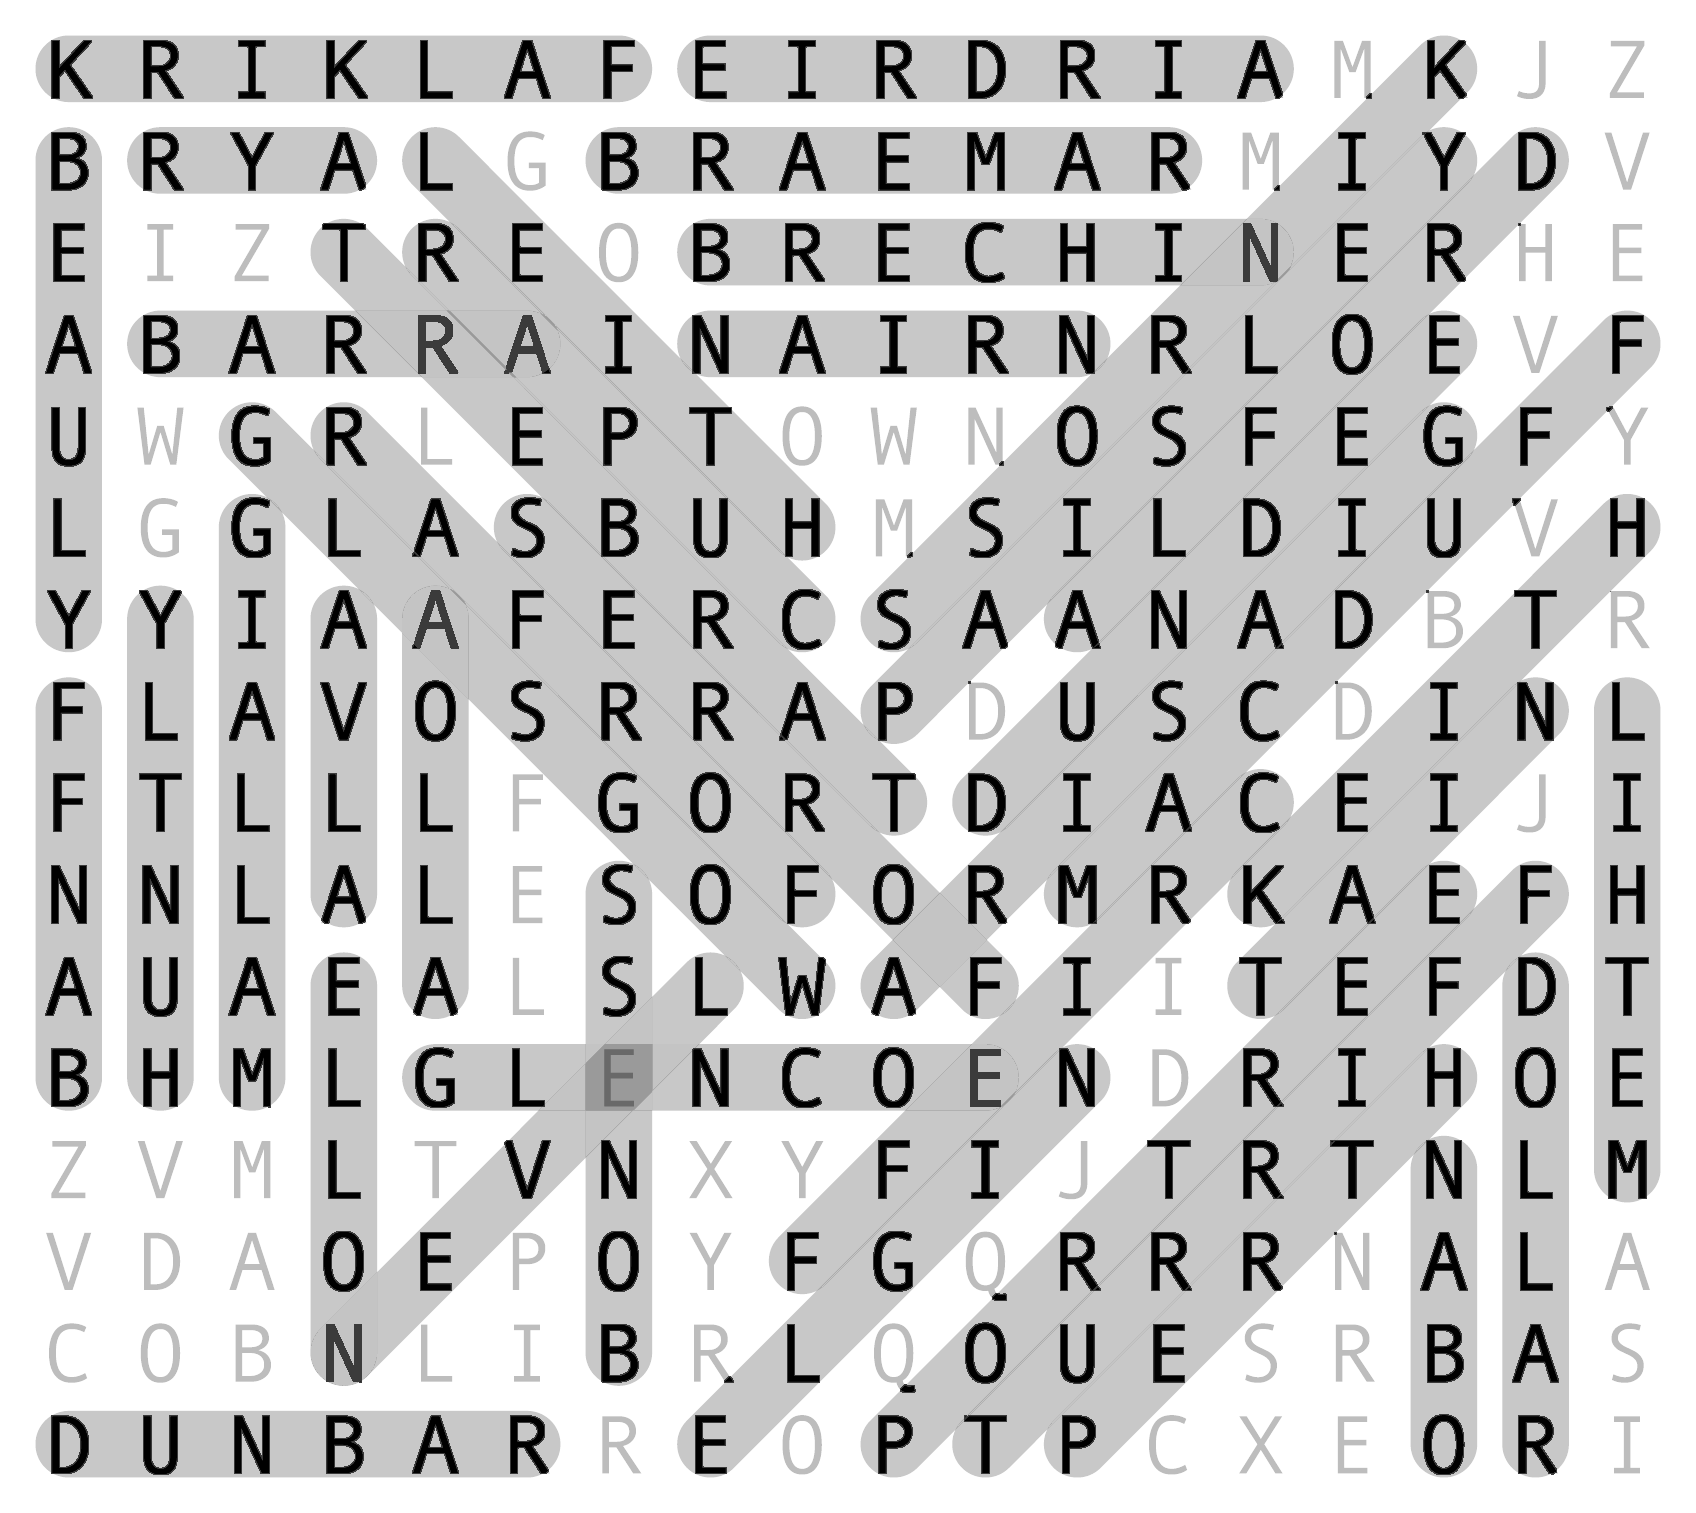 K R I K L A F E I R D R I A M K J Z
B R Y A L G B R A E M A R M I Y D V
E I Z T R E O B R E C H I N E R H E
A B A R R A I N A I R N R L O E V F
U W G R L E P T O W N O S F E G F Y
L G G L A S B U H M S I L D I U V H
Y Y I A A F E R C S A A N A D B T R
F L A V O S R R A P D U S C D I N L
F T L L L F G O R T D I A C E I J I
N N L A L E S O F O R M R K A E F H
A U A E A L S L W A F I I T E F D T
B H M L G L E N C O E N D R I H O E
Z V M L T V N X Y F I J T R T N L M
V D A O E P O Y F G Q R R R N A L A
C O B N L I B R L Q O U E S R B A S
D U N B A R R E O P T P C X E O R I